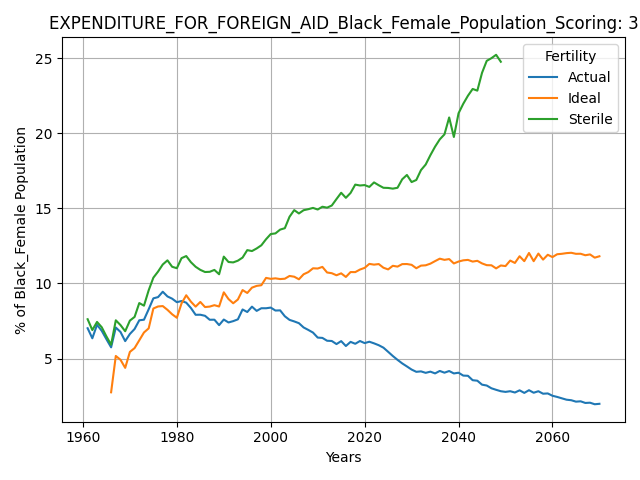 EXPENDITURE_FOR_FOREIGN_AID_Black_Female_Population_Scoring: 3
Fertility
Actual
Ideal
Sterile
% of Black_Female Population
25
20
15
10
5
1960
1980
2000
2020
2040
2060
Years